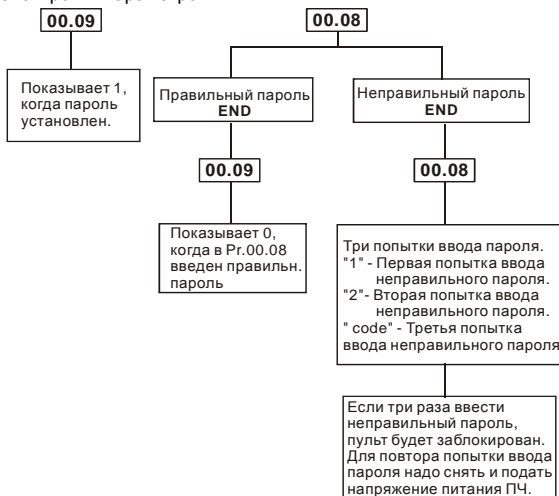 00.09
00.08
Показывает 1,
когда пароль
установлен.
Правильный пароль
END
Неправильный пароль
END
00.09
00.08
Показывает 0,
когда в Pr.00.08
введен правильн.
пароль
Три попытки ввода пароля.
"1" - Первая попытка ввода
неправильного пароля.
"2"- Вторая попытка ввода
неправильного пароля.
" code" - Третья попытка
ввода неправильного пароля
Если три раза ввести
неправильный пароль,
пульт будет заблокирован.
Для повтора попытки ввода
пароля надо снять и подать
напряжение питания ПЧ.